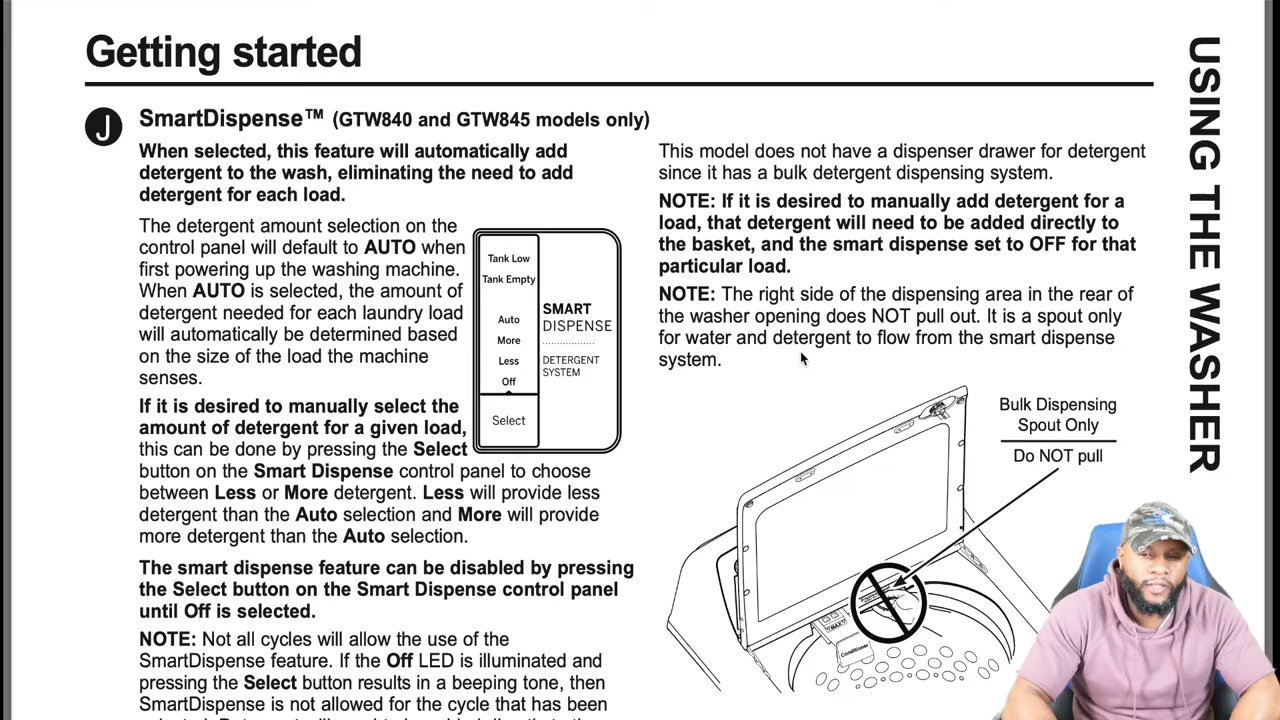 Getting started
USING THE WASHER
J
SmartDispense™ (GTW840 and GTW845 models only)
When selected, this feature will automatically add
detergent to the wash, eliminating the need to add
detergent for each load.
The detergent amount selection on the
control panel will default to AUTO when
first powering up the washing machine.
When AUTO is selected, the amount of
detergent needed for each laundry load
will automatically be determined based
on the size of the load the machine
senses.
Tank Low
Tank Empty
Auto
More
Less
Off
Select
SMART
DISPENSE
DETERGENT
SYSTEM
If it is desired to manually select the
amount of detergent for a given load,
this can be done by pressing the Select
button on the Smart Dispense control panel to choose
between Less or More detergent. Less will provide less
detergent than the Auto selection and More will provide
more detergent than the Auto selection.
The smart dispense feature can be disabled by pressing
the Select button on the Smart Dispense control panel
until Off is selected.
NOTE: Not all cycles will allow the use of the
SmartDispense feature. If the Off LED is illuminated and
pressing the Select button results in a beeping tone, then
SmartDispense is not allowed for the cycle that has been
This model does not have a dispenser drawer for detergent
since it has a bulk detergent dispensing system.
NOTE: If it is desired to manually add detergent for a
load, that detergent will need to be added directly to
the basket, and the smart dispense set to OFF for that
particular load.
NOTE: The right side of the dispensing area in the rear of
the washer opening does NOT pull out. It is a spout only
for water and detergent to flow from the smart dispense
system.
Bulk Dispensing
Spout Only
Do NOT pull
MAX
Conditioner